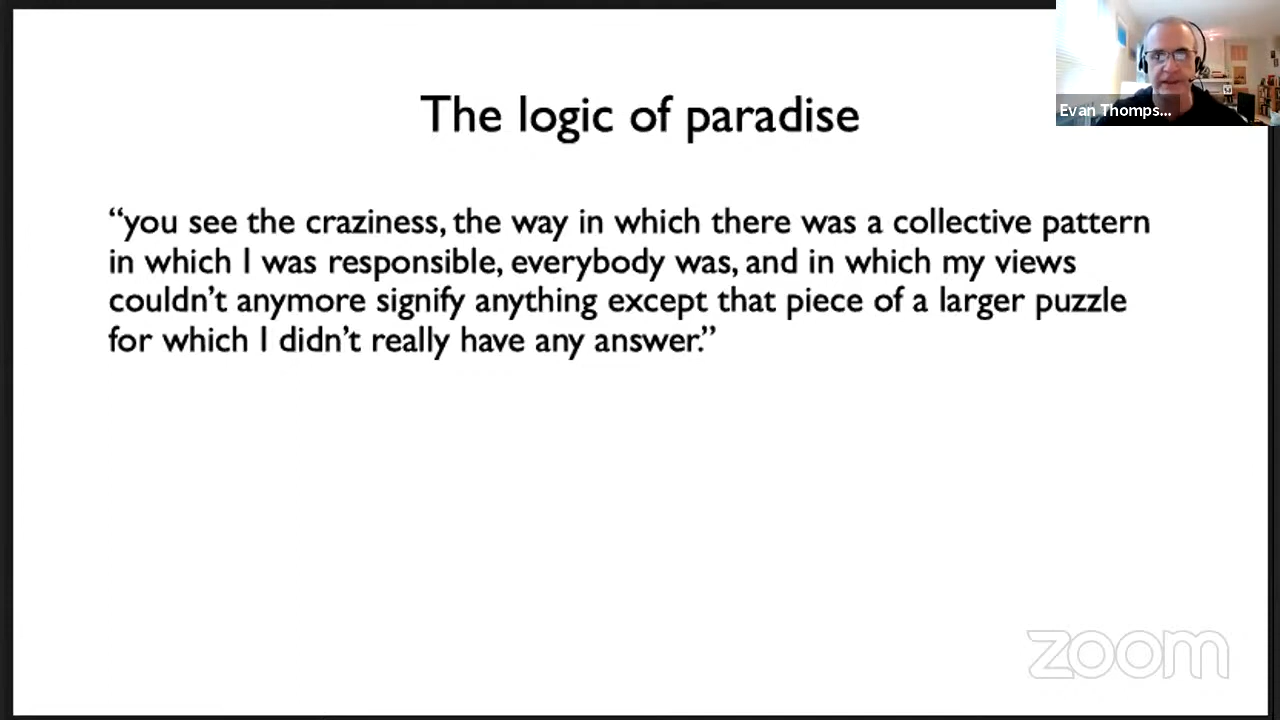 The logic of paradise
Evan Thomps...
“you see the craziness, the way in which there was a collective pattern
in which I was responsible, everybody was, and in which my views
couldn’t anymore signify anything except that piece of a larger puzzle
for which I didn’t really have any answer.”
zoom